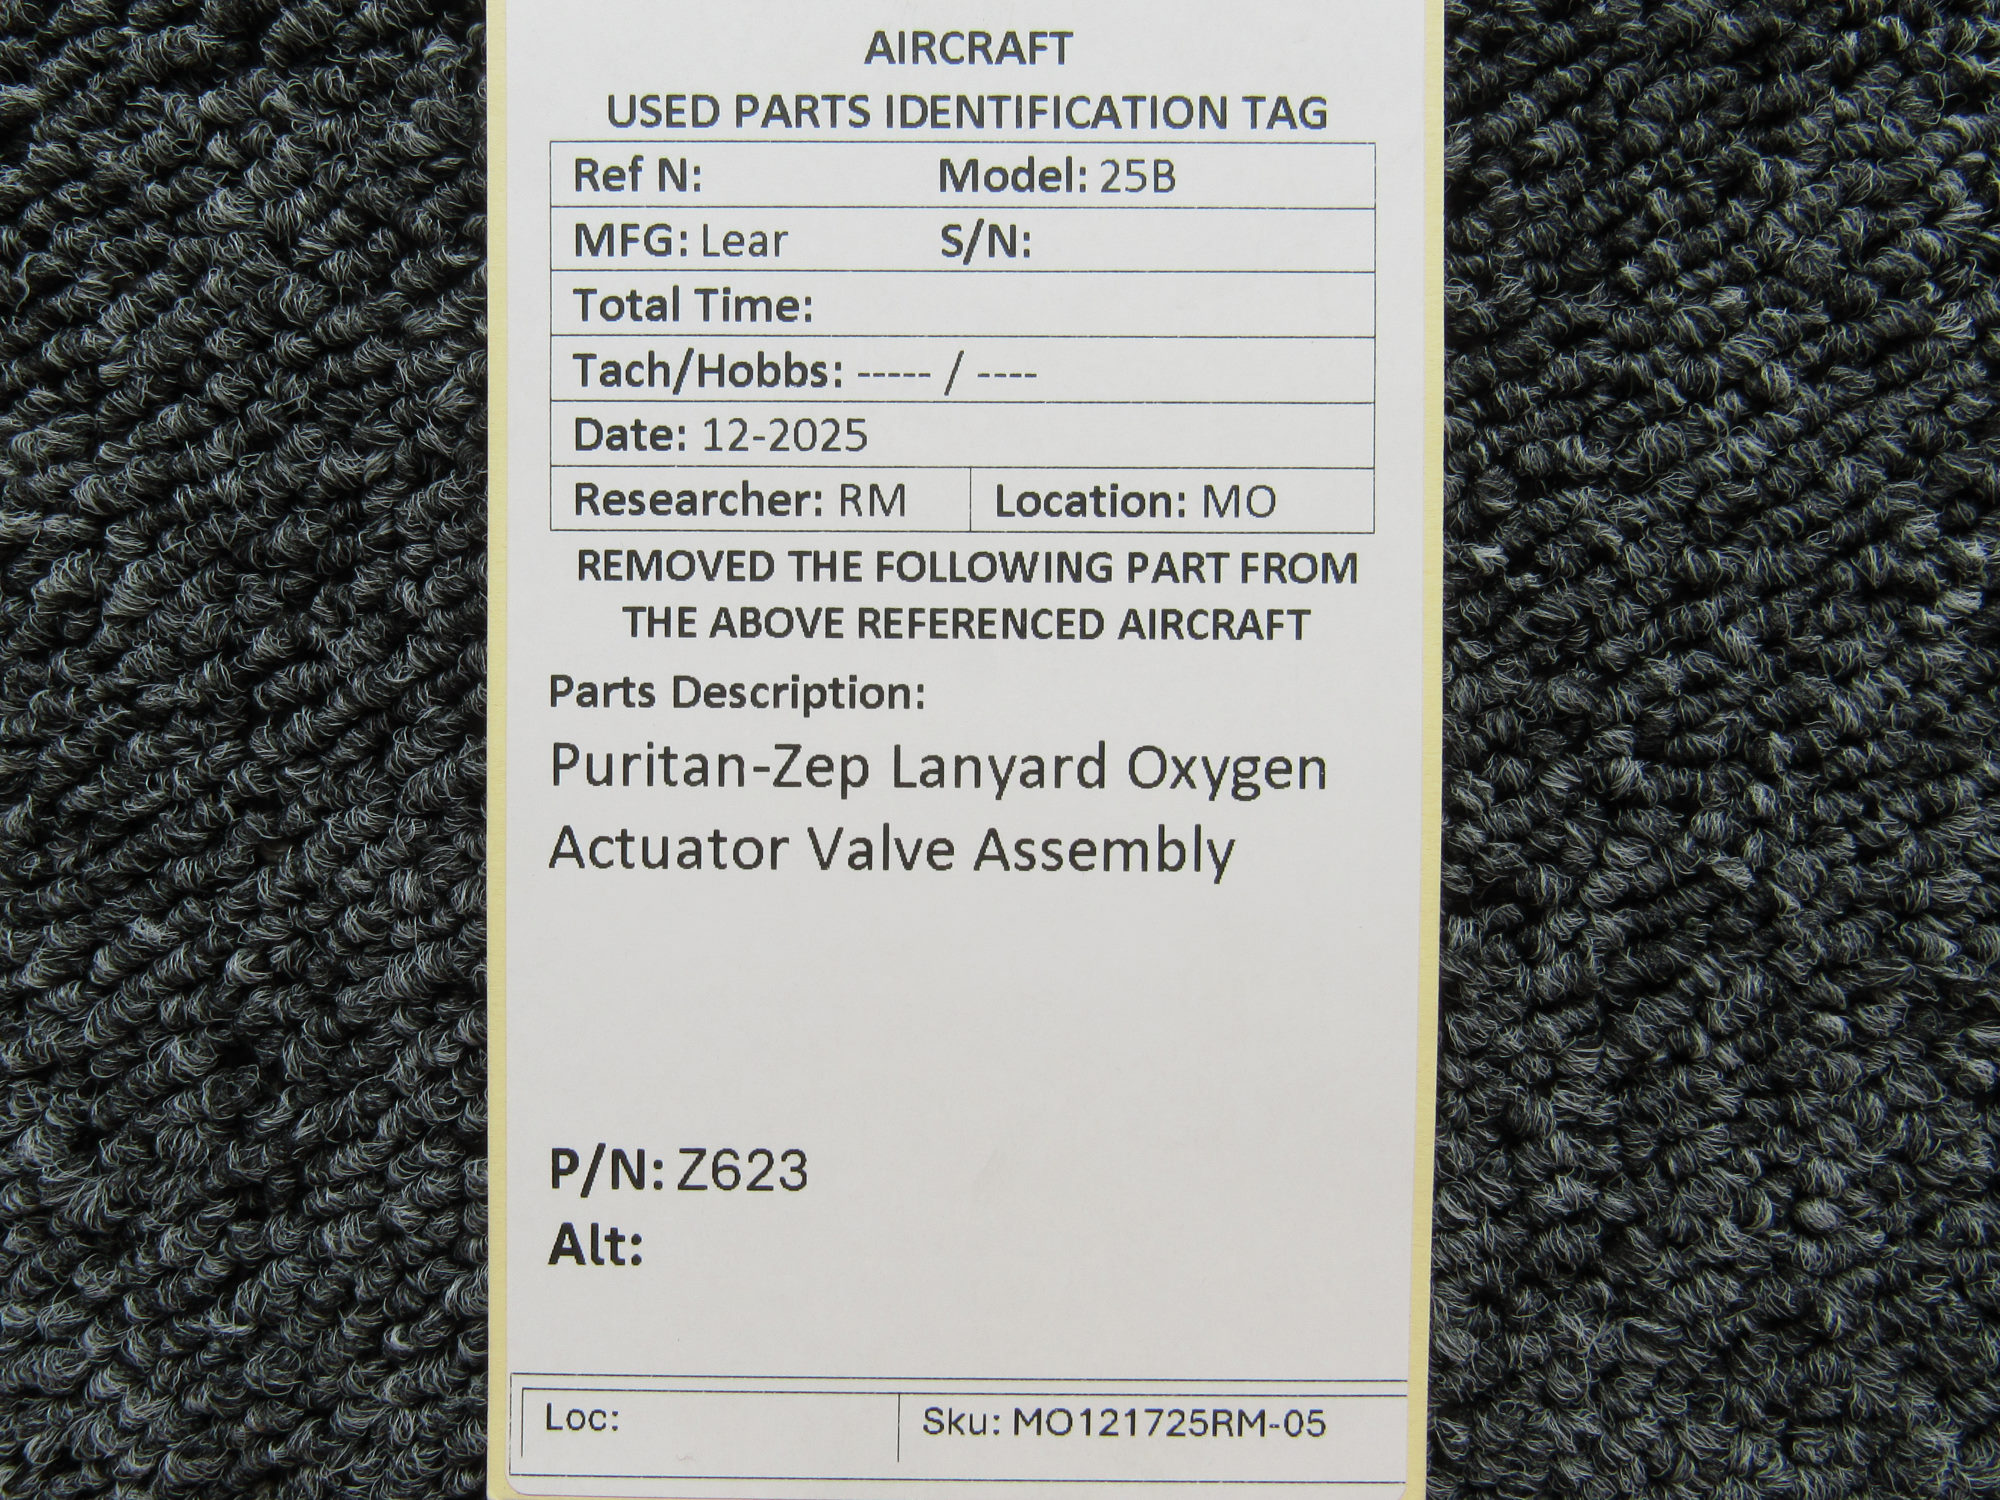 AIRCRAFT
USED PARTS IDENTIFICATION TAG
Ref N: Model: 25B
MFG: Lear S/N:
Total Time:
Tach/Hobbs: ----- / ----
Date: 12-2025
Researcher: RM Location: MO
REMOVED THE FOLLOWING PART FROM
THE ABOVE REFERENCED AIRCRAFT
Parts Description:
Puritan-Zep Lanyard Oxygen
Actuator Valve Assembly
P/N: Z623
Alt:
Loc: Sku: MO121725RM-05